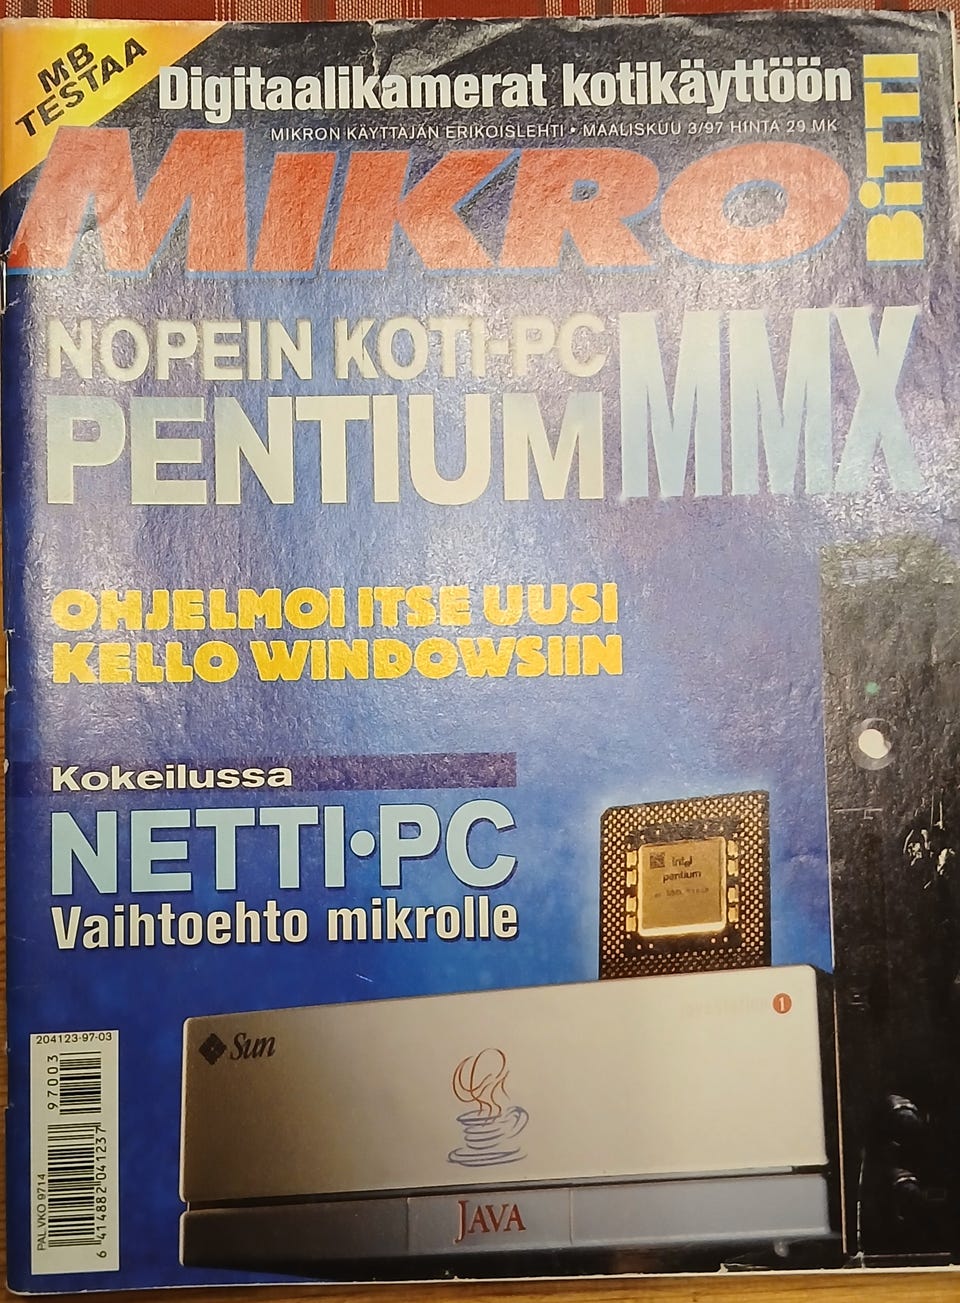 MB
TESTAA
Digitaalikamerat kotikäyttöön
MIKRON KÄYTTÄJÄN ERIKOISLEHTI • MAALISKUU 3/97 HINTA 29 MK
MIKRO
BiTTI
NOPEIN KOTI-PC
PENTIUM MMX
OHJELMOI ITSE UUSI
KELLO WINDOWSIIN
Kokeilussa
NETTI•PC
Vaihtoehto mikrolle
intel
pentium
Sun
1
JAVA
204123-97-03
97003
PAL.VKO 9714
6 414882 041237